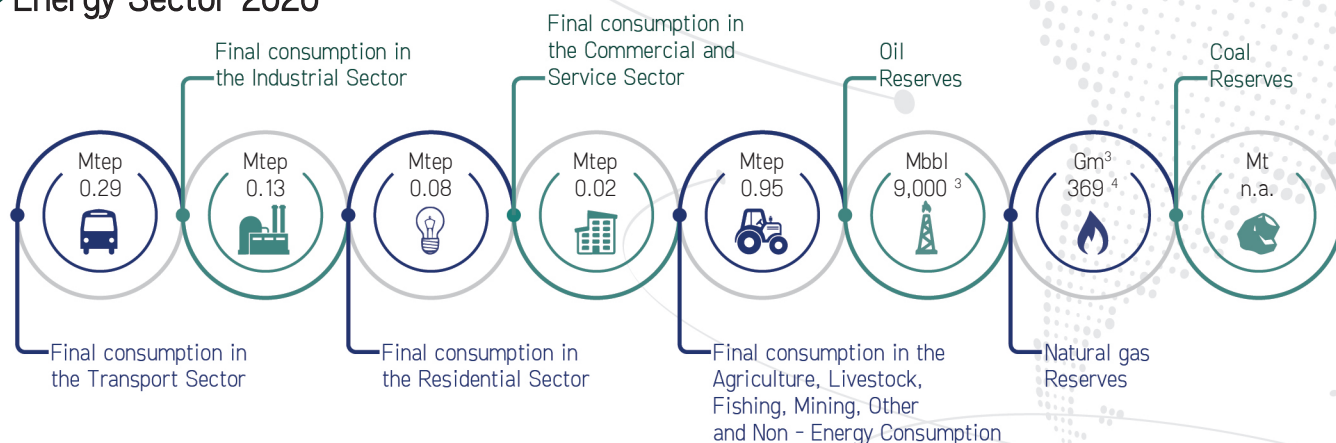 Energy Sector 2020
Final consumption in
the Industrial Sector
Final consumption in
the Commercial and
Service Sector
Oil
Reserves
Coal
Reserves
Mtep
0.29
Mtep
0.13
Mtep
0.08
Mtep
0.02
Mtep
0.95
Mbbl
9,000 ³
Gm³
369 ⁴
Mt
n.a.
Final consumption in
the Transport Sector
Final consumption in
the Residential Sector
Final consumption in the
Agriculture, Livestock,
Fishing, Mining, Other
and Non - Energy Consumption
Natural gas
Reserves